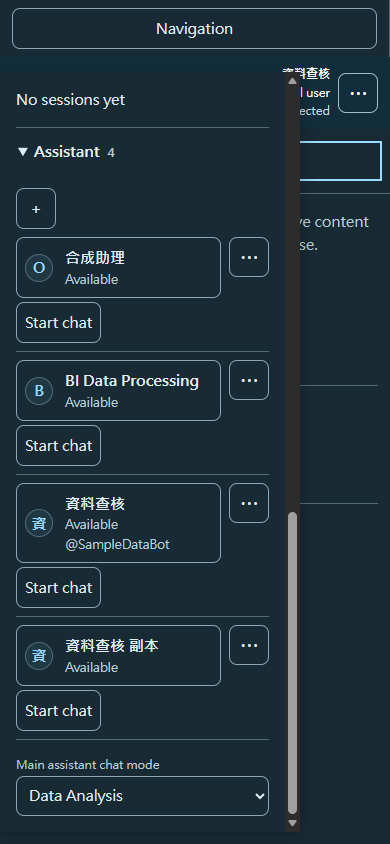 Navigation
資料查核
user
ected
No sessions yet
Assistant 4
+
ve content
se.
O
合成助理
Available
...
Start chat
B
BI Data Processing
Available
...
Start chat
資
資料查核
Available
@SampleDataBot
...
Start chat
資
資料查核 副本
Available
...
Start chat
Main assistant chat mode
Data Analysis